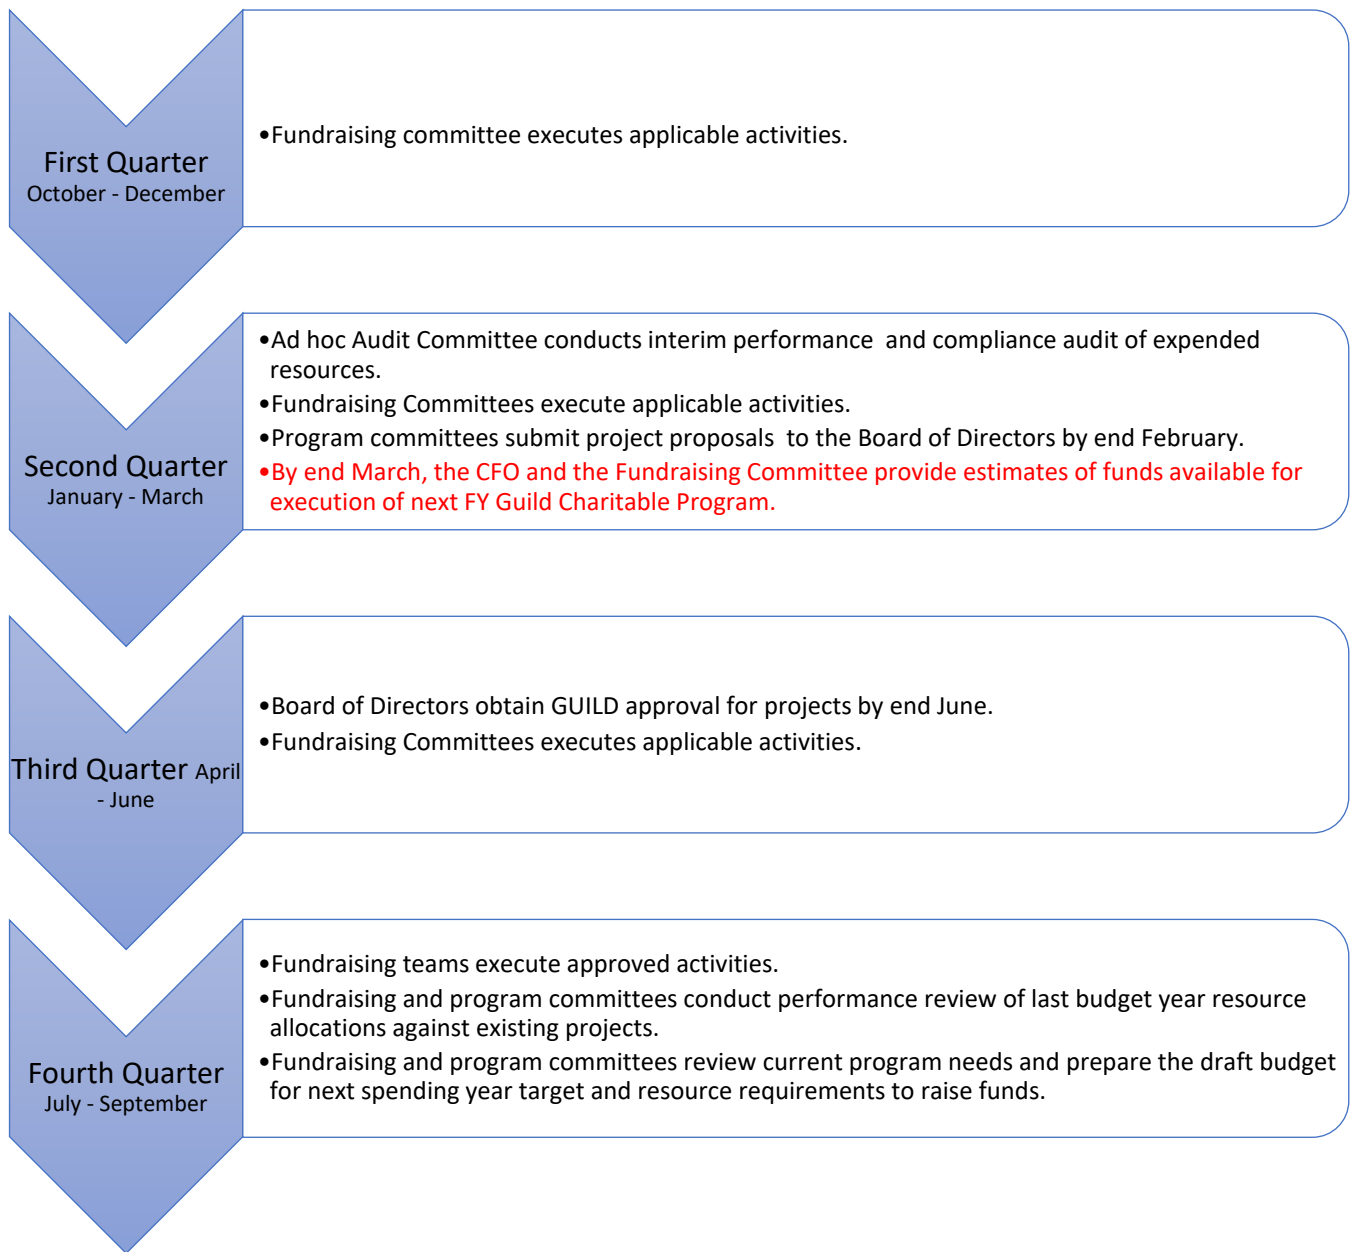 First Quarter
October - December
•Fundraising committee executes applicable activities.
Second Quarter
January - March
•Ad hoc Audit Committee conducts interim performance  and compliance audit of expended
resources.
•Fundraising Committees execute applicable activities.
•Program committees submit project proposals  to the Board of Directors by end February.
•By end March, the CFO and the Fundraising Committee provide estimates of funds available for
execution of next FY Guild Charitable Program.
Third Quarter April
- June
•Board of Directors obtain GUILD approval for projects by end June.
•Fundraising Committees executes applicable activities.
Fourth Quarter
July - September
•Fundraising teams execute approved activities.
•Fundraising and program committees conduct performance review of last budget year resource
allocations against existing projects.
•Fundraising and program committees review current program needs and prepare the draft budget
for next spending year target and resource requirements to raise funds.